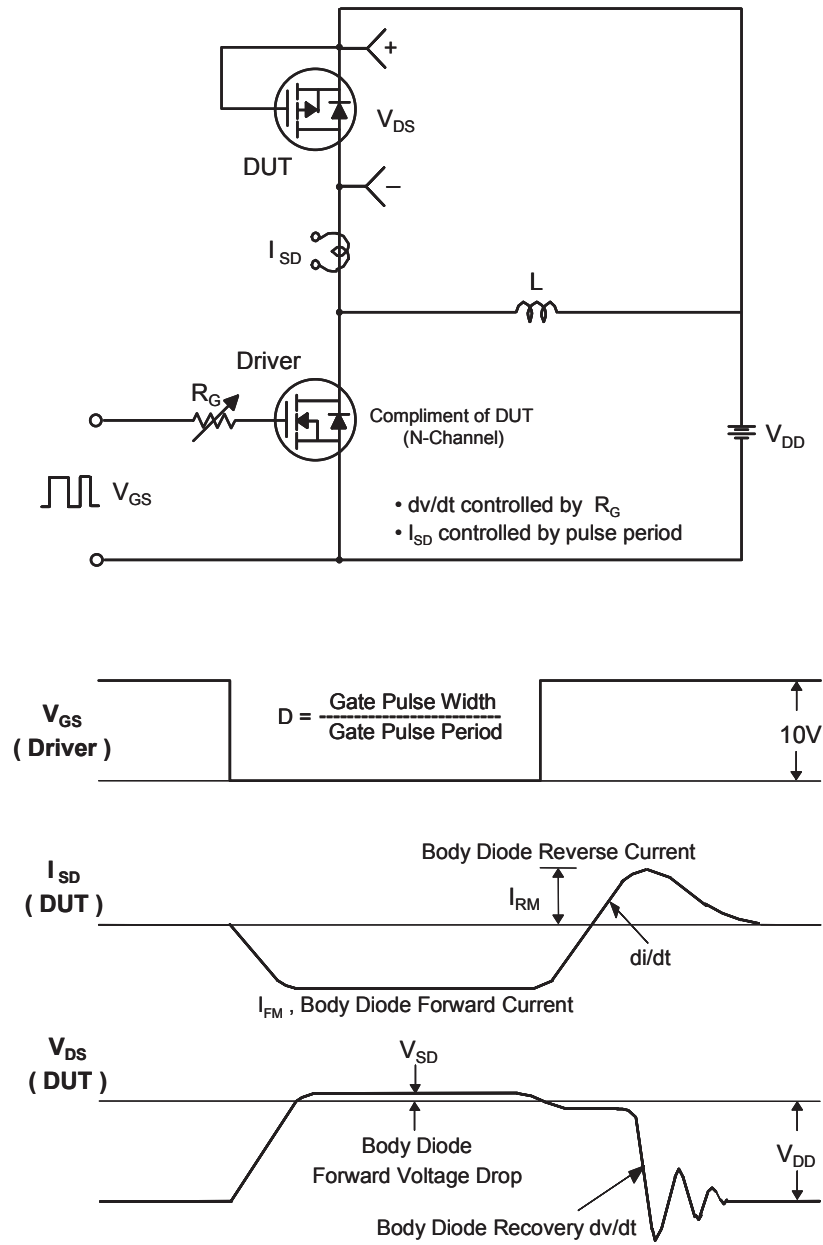 +
V_DS
DUT
–
I_SD
L
Driver
R_G
Compliment of DUT
(N-Channel)
V_DD
V_GS
• dv/dt controlled by R_G
• I_SD controlled by pulse period
V_GS
( Driver )
D = Gate Pulse Width
Gate Pulse Period
10V
Body Diode Reverse Current
I_SD
( DUT )
I_RM
di/dt
I_FM , Body Diode Forward Current
V_DS
( DUT )
V_SD
Body Diode
Forward Voltage Drop
V_DD
Body Diode Recovery dv/dt